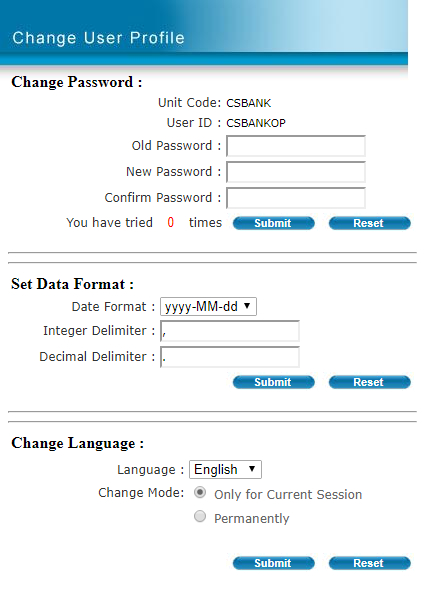 Change User Profile
Change Password :
Unit Code: CSBANK
User ID : CSBANKOP
Old Password :
New Password :
Confirm Password :
You have tried 0 times Submit Reset
Set Data Format :
Date Format : yyyy-MM-dd
Integer Delimiter : ,
Decimal Delimiter : .
Submit Reset
Change Language :
Language : English
Change Mode: Only for Current Session
Permanently
Submit Reset